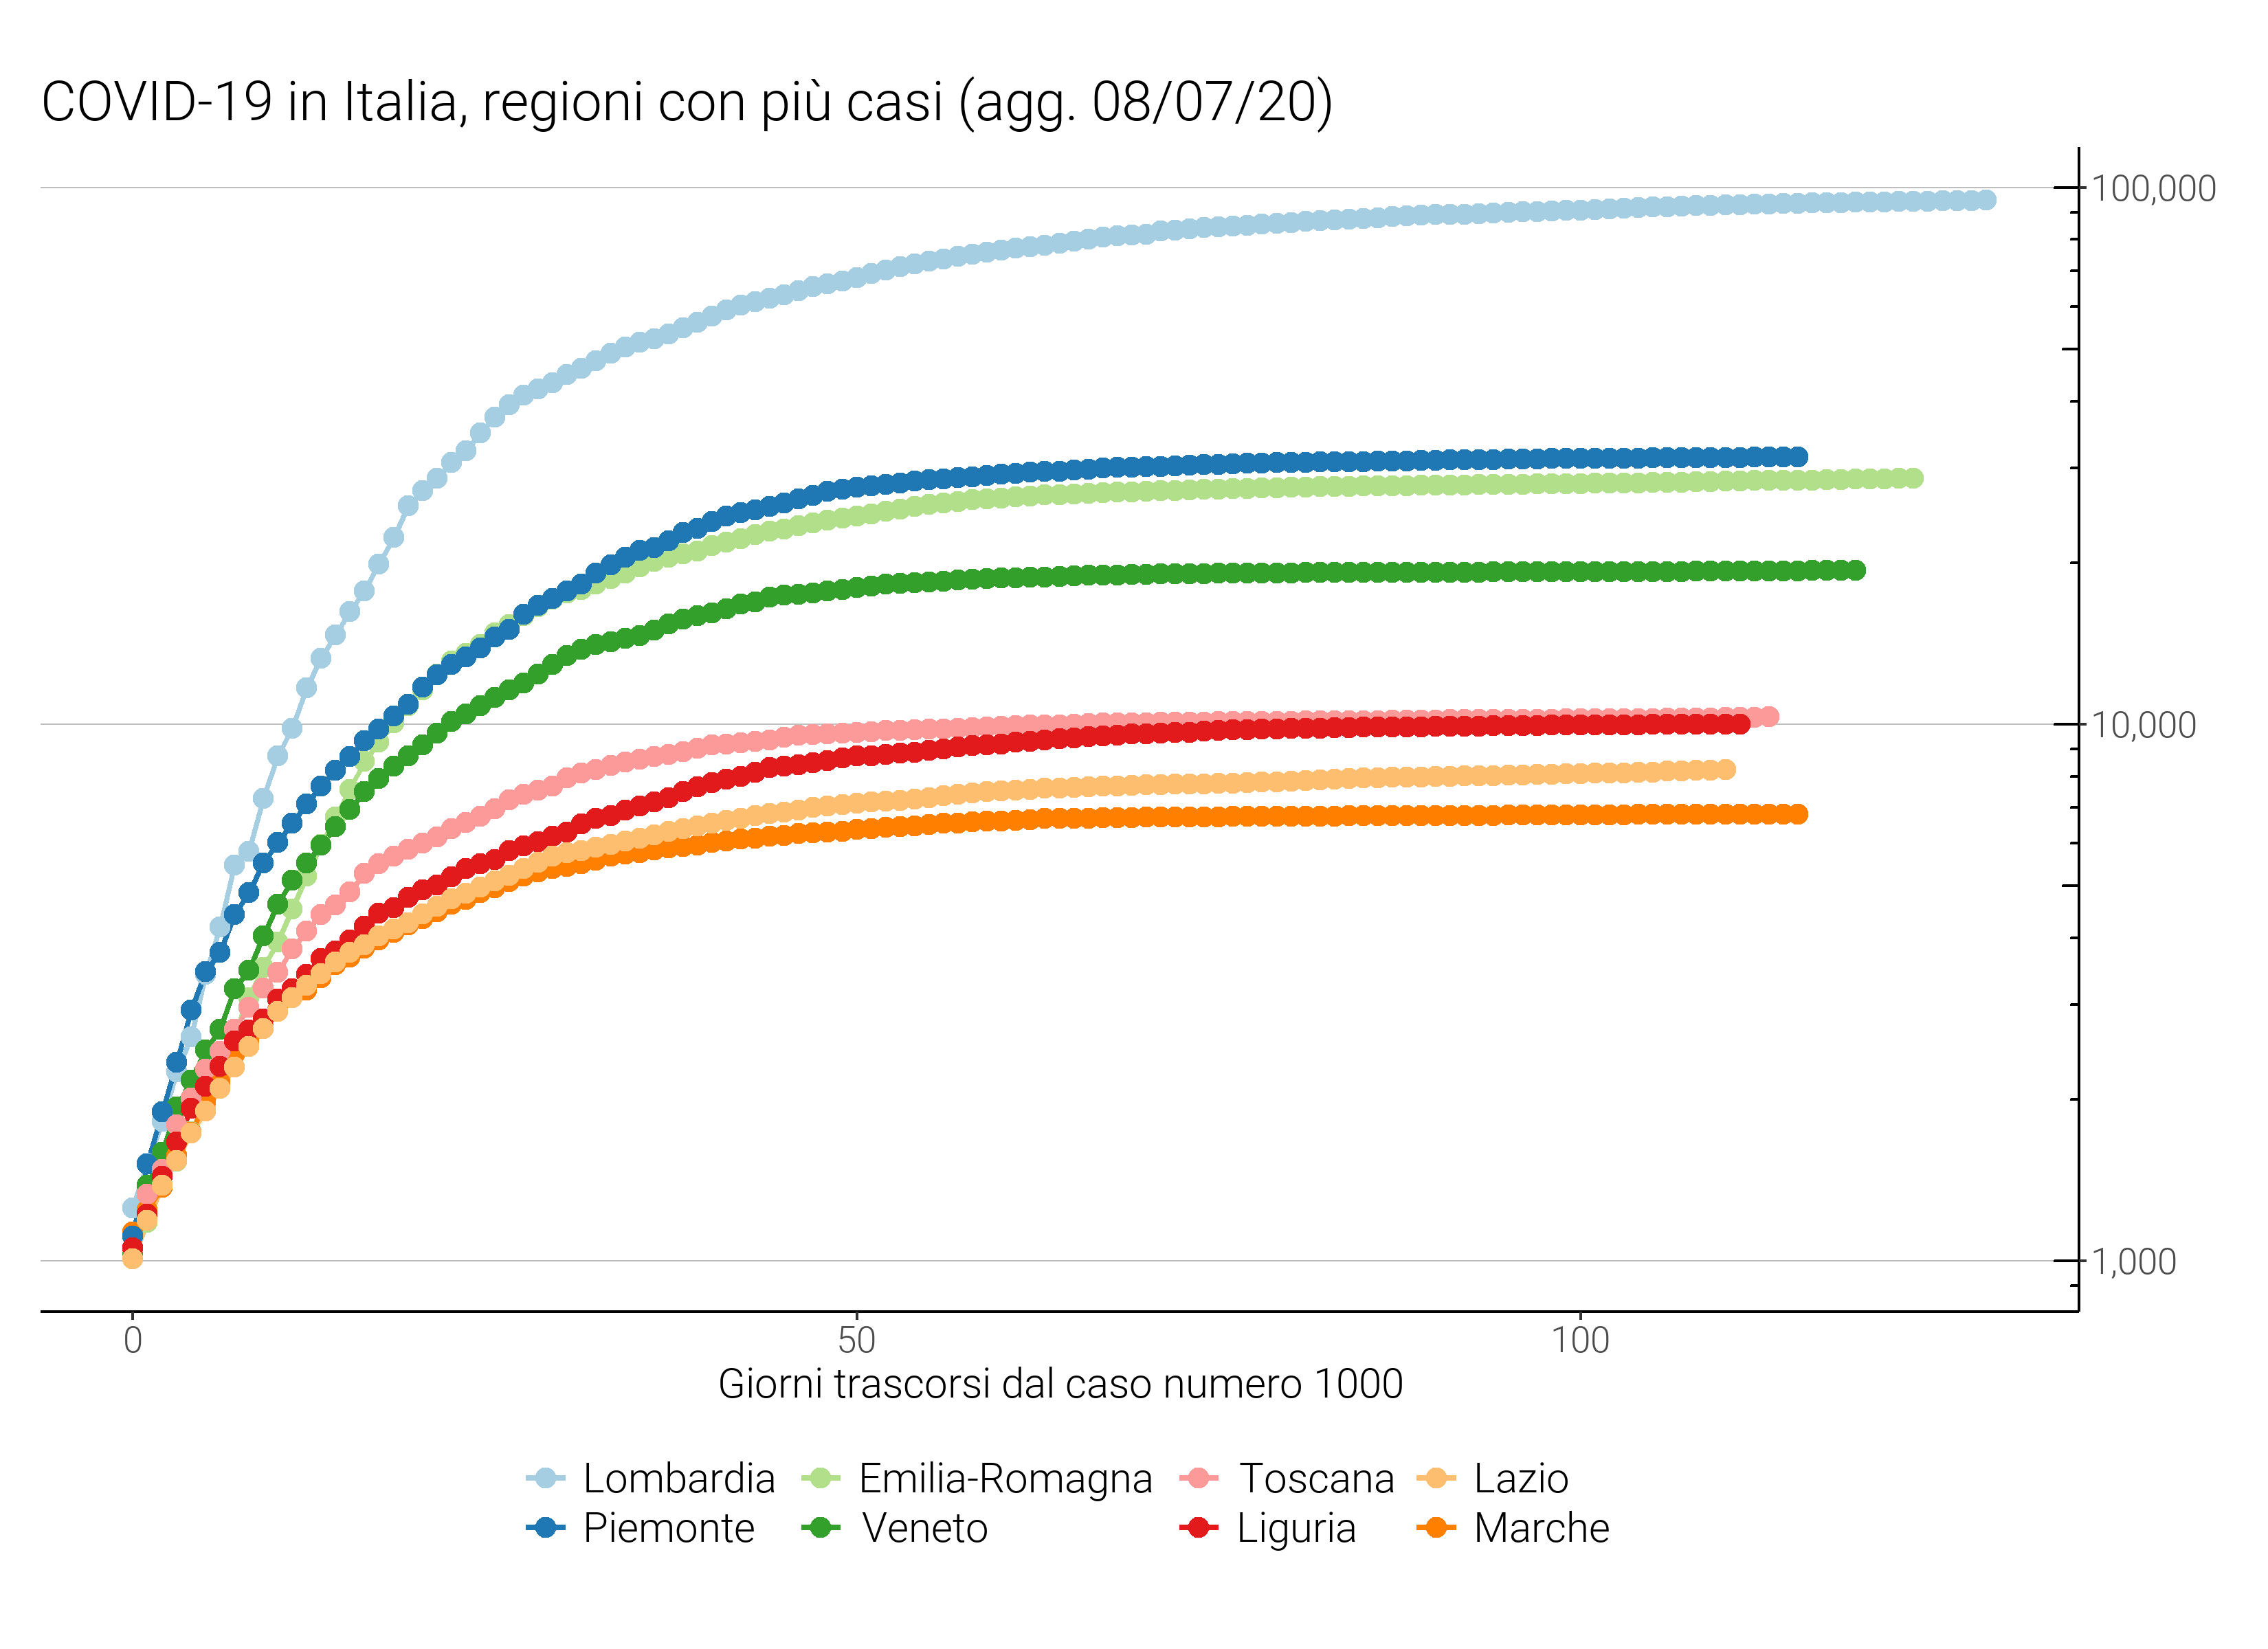 COVID-19 in Italia, regioni con più casi (agg. 08/07/20)
100,000
10,000
1,000
0 50 100
Giorni trascorsi dal caso numero 1000
Lombardia Emilia-Romagna Toscana Lazio
Piemonte Veneto Liguria Marche